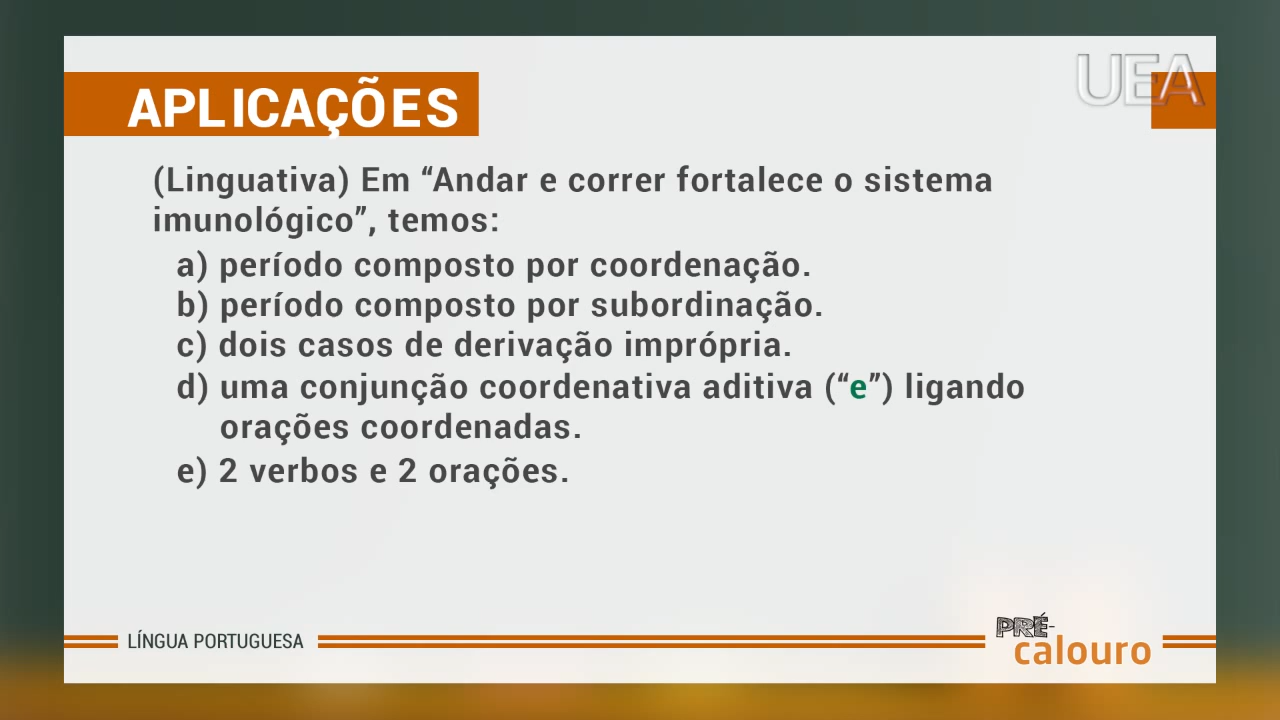 APLICAÇÕES
UEA
(Linguativa) Em “Andar e correr fortalece o sistema
imunológico”, temos:
a) período composto por coordenação.
b) período composto por subordinação.
c) dois casos de derivação imprópria.
d) uma conjunção coordenativa aditiva (“e”) ligando
orações coordenadas.
e) 2 verbos e 2 orações.
LÍNGUA PORTUGUESA
PRÉ-
calouro